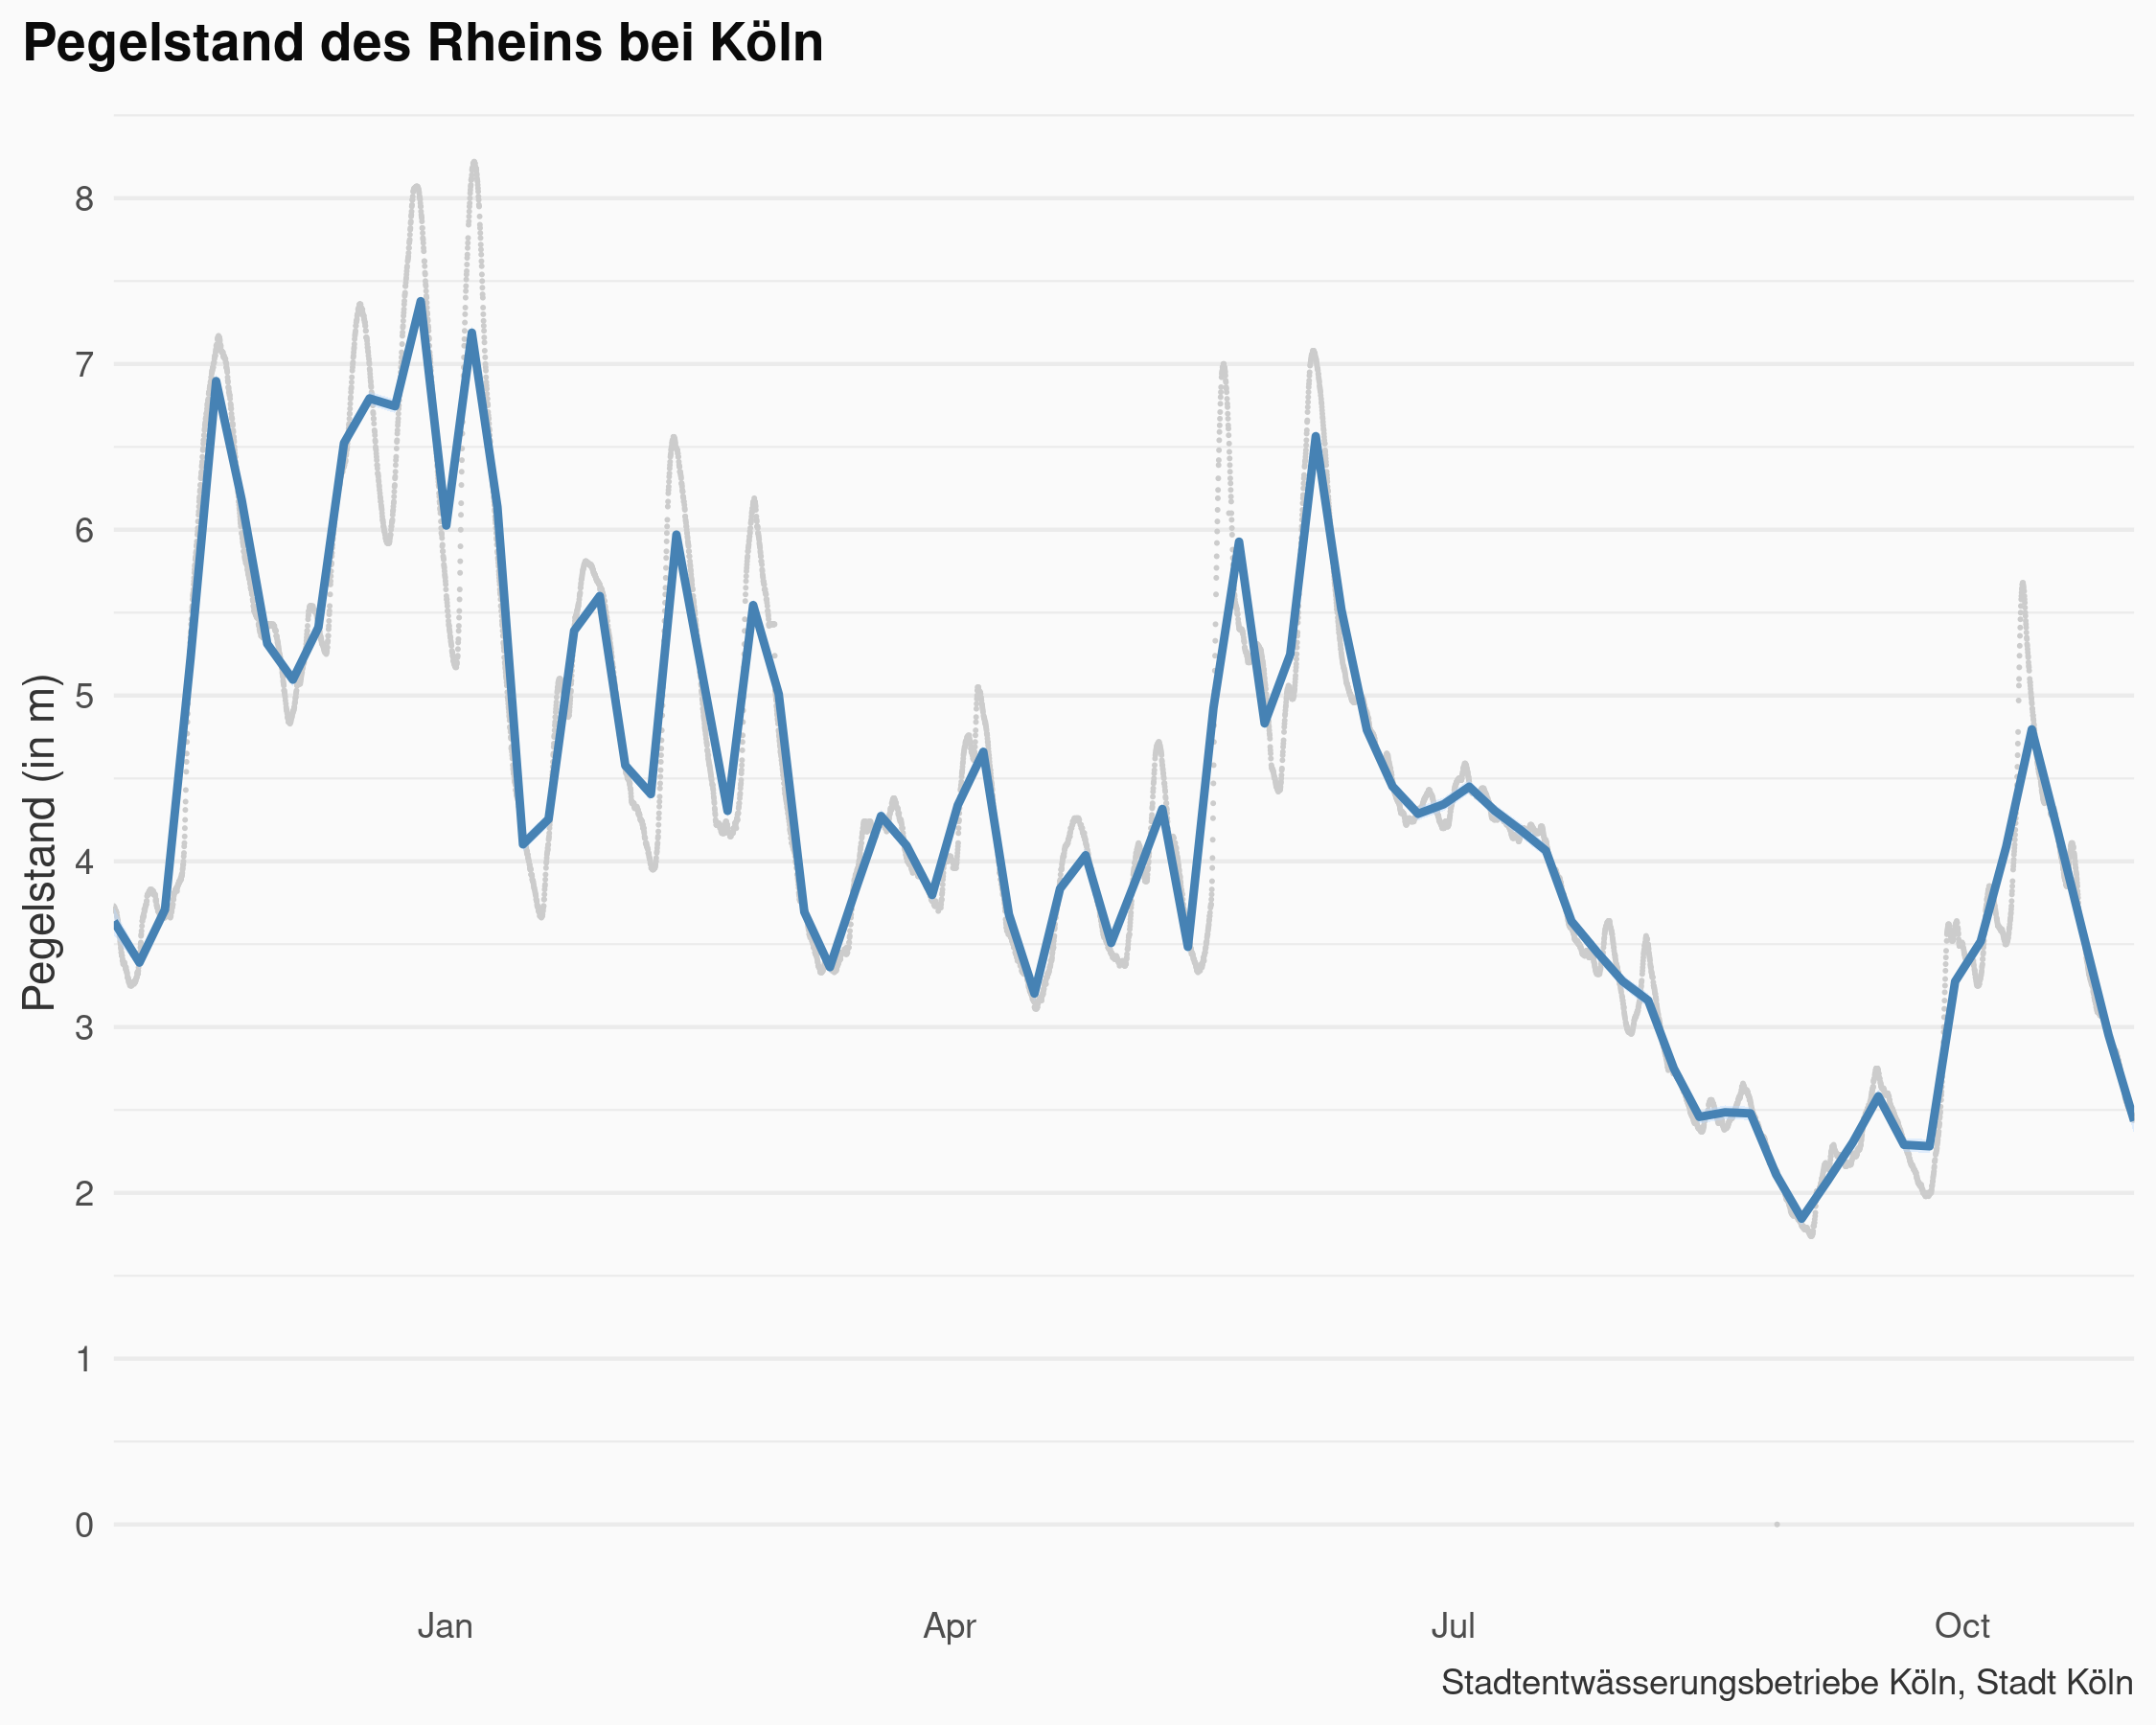 Pegelstand des Rheins bei Köln
Pegelstand (in m)
8
7
6
5
4
3
2
1
0
Jan Apr Jul Oct
Stadtentwässerungsbetriebe Köln, Stadt Köln